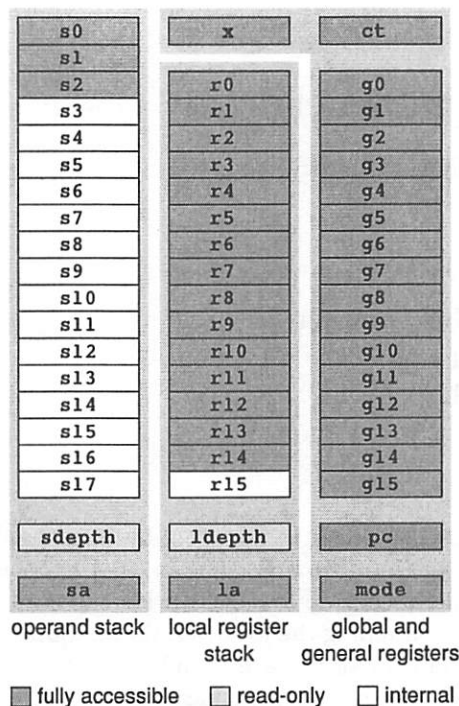 s0 x ct
s1
s2 r0 g0
s3 r1 g1
s4 r2 g2
s5 r3 g3
s6 r4 g4
s7 r5 g5
s8 r6 g6
s9 r7 g7
s10 r8 g8
s11 r9 g9
s12 r10 g10
s13 r11 g11
s14 r12 g12
s15 r13 g13
s16 r14 g14
s17 r15 g15
sdepth ldepth pc
sa la mode
operand stack local register global and
stack general registers
fully accessible read-only internal